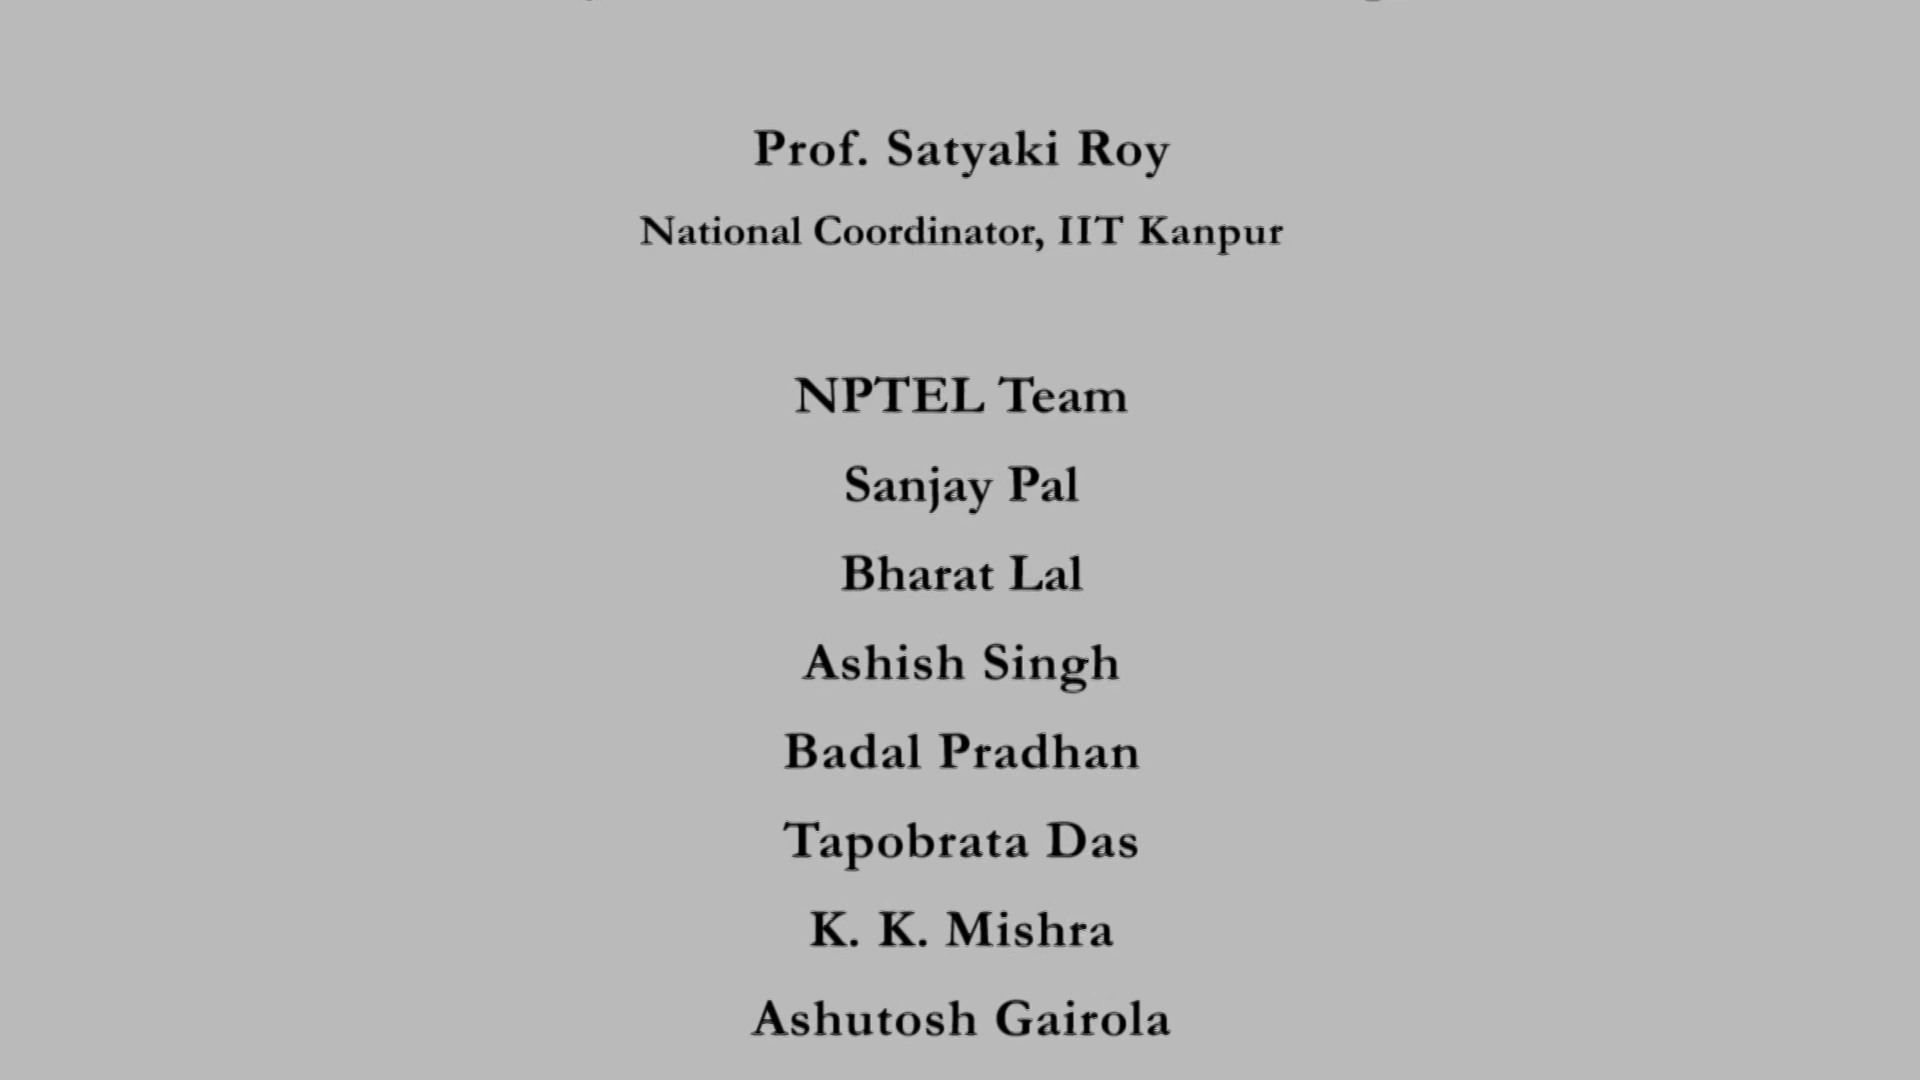 Prof. Satyaki Roy
National Coordinator, IIT Kanpur
NPTEL Team
Sanjay Pal
Bharat Lal
Ashish Singh
Badal Pradhan
Tapobrata Das
K. K. Mishra
Ashutosh Gairola